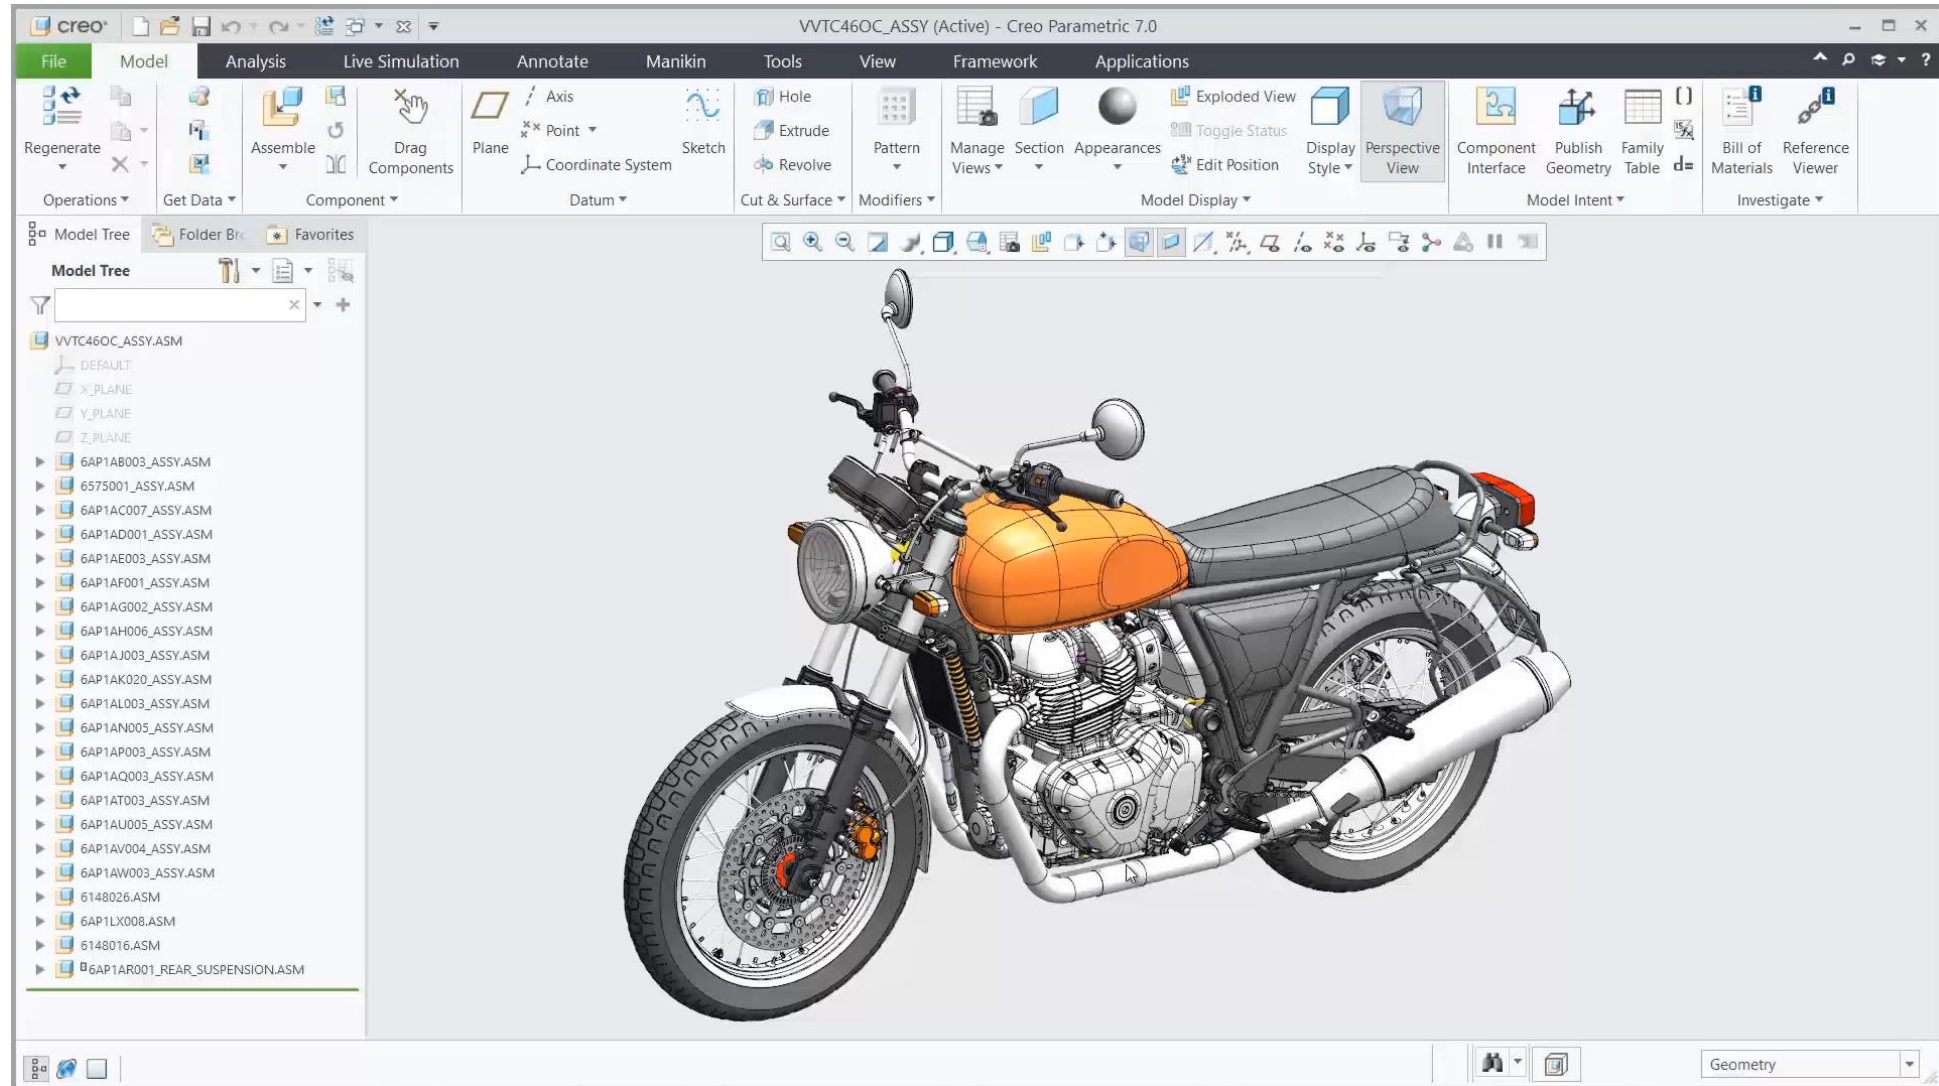 creo VVTC46OC_ASSY (Active) - Creo Parametric 7.0
File Model Analysis Live Simulation Annotate Manikin Tools View Framework Applications ?
Regenerate
Operations
Get Data
Assemble
Drag Components
Component
Plane
Axis
Point
Coordinate System
Sketch
Datum
Hole
Extrude
Revolve
Cut & Surface
Pattern
Modifiers
Manage Views
Section
Appearances
Exploded View
Toggle Status
Edit Position
Display Style
Perspective View
Model Display
Component Interface
Publish Geometry
Family Table
d=
Model Intent
Bill of Materials
Reference Viewer
Investigate
Model Tree Folder Br Favorites
Model Tree
VVTC46OC_ASSY.ASM
DEFAULT
X_PLANE
Y_PLANE
Z_PLANE
6AP1AB003_ASSY.ASM
6575001_ASSY.ASM
6AP1AC007_ASSY.ASM
6AP1AD001_ASSY.ASM
6AP1AE003_ASSY.ASM
6AP1AF001_ASSY.ASM
6AP1AG002_ASSY.ASM
6AP1AH006_ASSY.ASM
6AP1AJ003_ASSY.ASM
6AP1AK020_ASSY.ASM
6AP1AL003_ASSY.ASM
6AP1AN005_ASSY.ASM
6AP1AP003_ASSY.ASM
6AP1AQ003_ASSY.ASM
6AP1AT003_ASSY.ASM
6AP1AU005_ASSY.ASM
6AP1AV004_ASSY.ASM
6AP1AW003_ASSY.ASM
6148026.ASM
6AP1LX008.ASM
6148016.ASM
6AP1AR001_REAR_SUSPENSION.ASM
Geometry